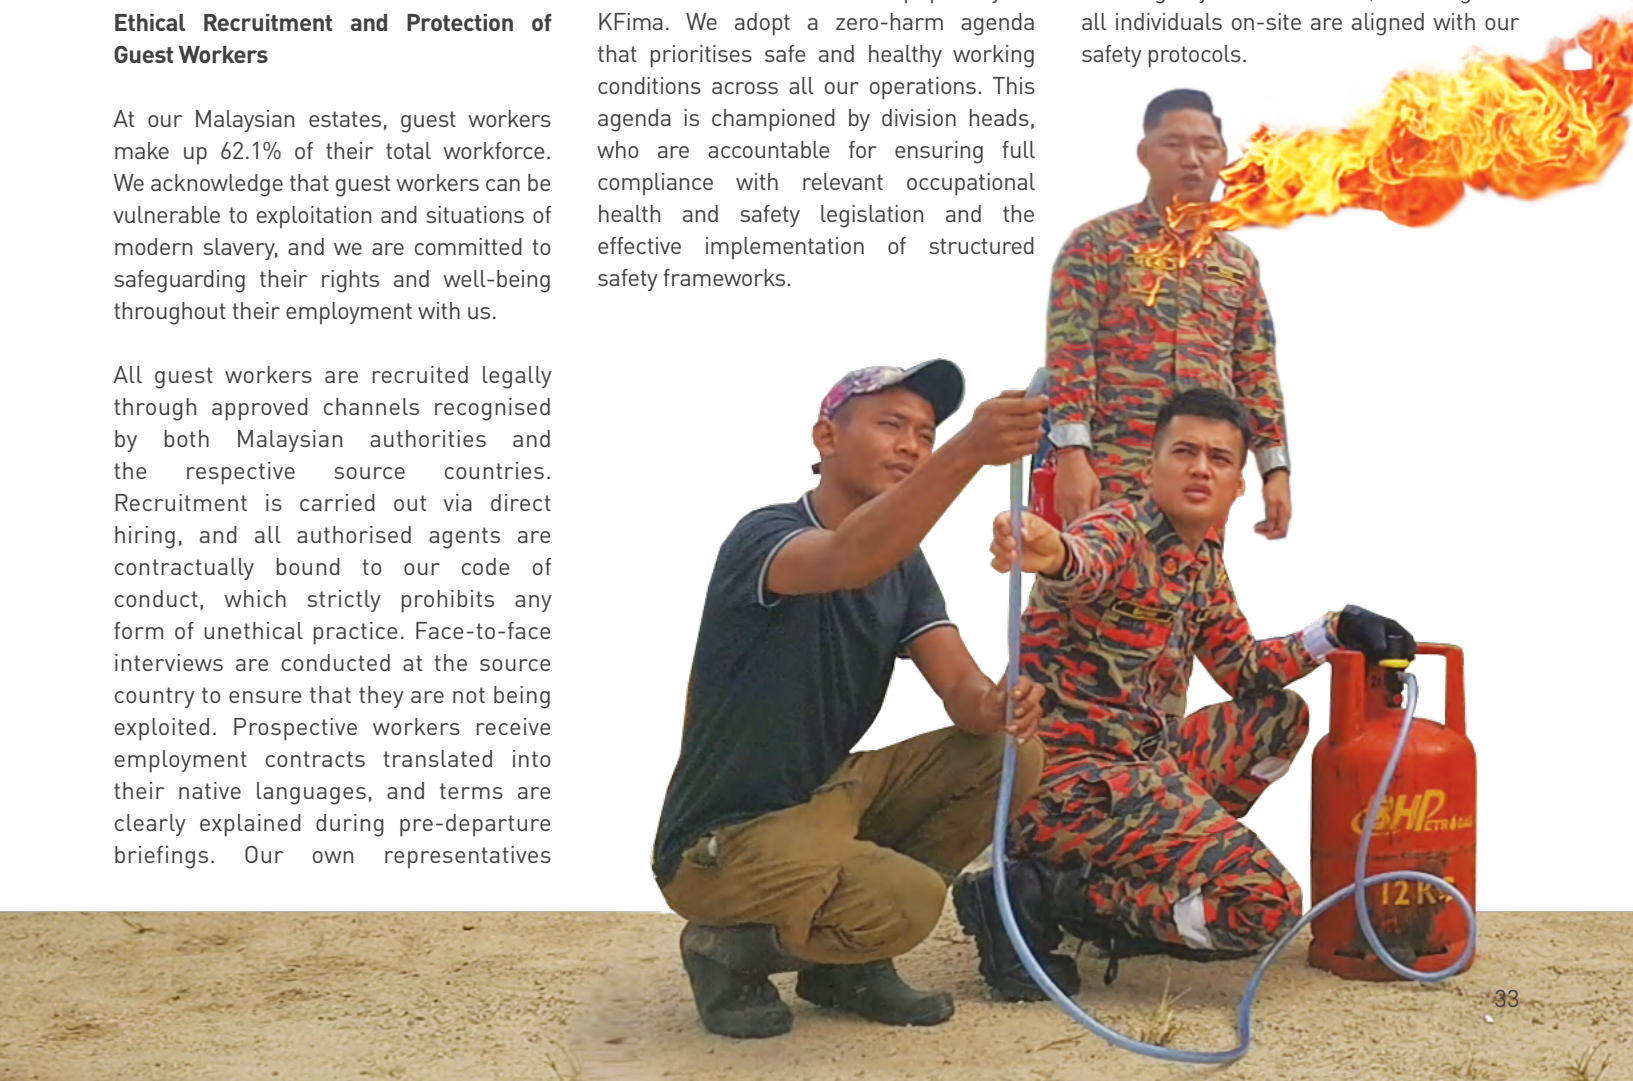 Ethical Recruitment and Protection of
Guest Workers
At our Malaysian estates, guest workers
make up 62.1% of their total workforce.
We acknowledge that guest workers can be
vulnerable to exploitation and situations of
modern slavery, and we are committed to
safeguarding their rights and well-being
throughout their employment with us.
All guest workers are recruited legally
through approved channels recognised
by both Malaysian authorities and
the respective source countries.
Recruitment is carried out via direct
hiring, and all authorised agents are
contractually bound to our code of
conduct, which strictly prohibits any
form of unethical practice. Face-to-face
interviews are conducted at the source
country to ensure that they are not being
exploited. Prospective workers receive
employment contracts translated into
their native languages, and terms are
clearly explained during pre-departure
briefings. Our own representatives
KFima. We adopt a zero-harm agenda
that prioritises safe and healthy working
conditions across all our operations. This
agenda is championed by division heads,
who are accountable for ensuring full
compliance with relevant occupational
health and safety legislation and the
effective implementation of structured
safety frameworks.
all individuals on-site are aligned with our
safety protocols.
BHPETROGAS
12 KG
33